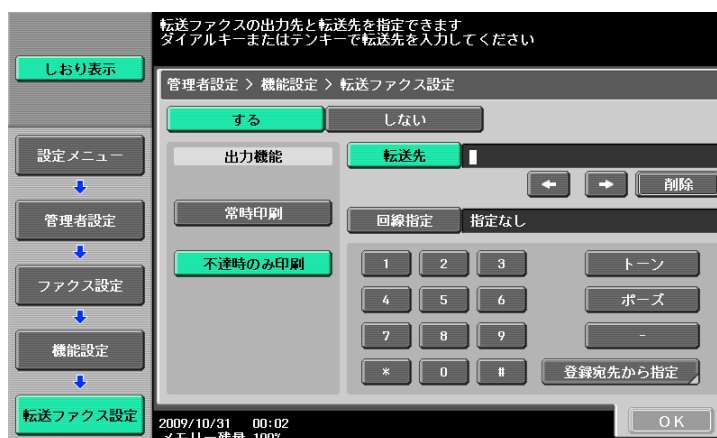 転送ファクスの出力先と転送先を指定できます
ダイアルキーまたはテンキーで転送先を入力してください
しおり表示
管理者設定 > 機能設定 > 転送ファクス設定
する
しない
設定メニュー
管理者設定
ファクス設定
機能設定
転送ファクス設定
出力機能
常時印刷
不達時のみ印刷
転送先
← → 削除
回線指定 指定なし
1 2 3 トーン
4 5 6 ポーズ
7 8 9 -
* 0 # 登録宛先から指定
2009/10/31 00:02
メモリー残量 100%
OK